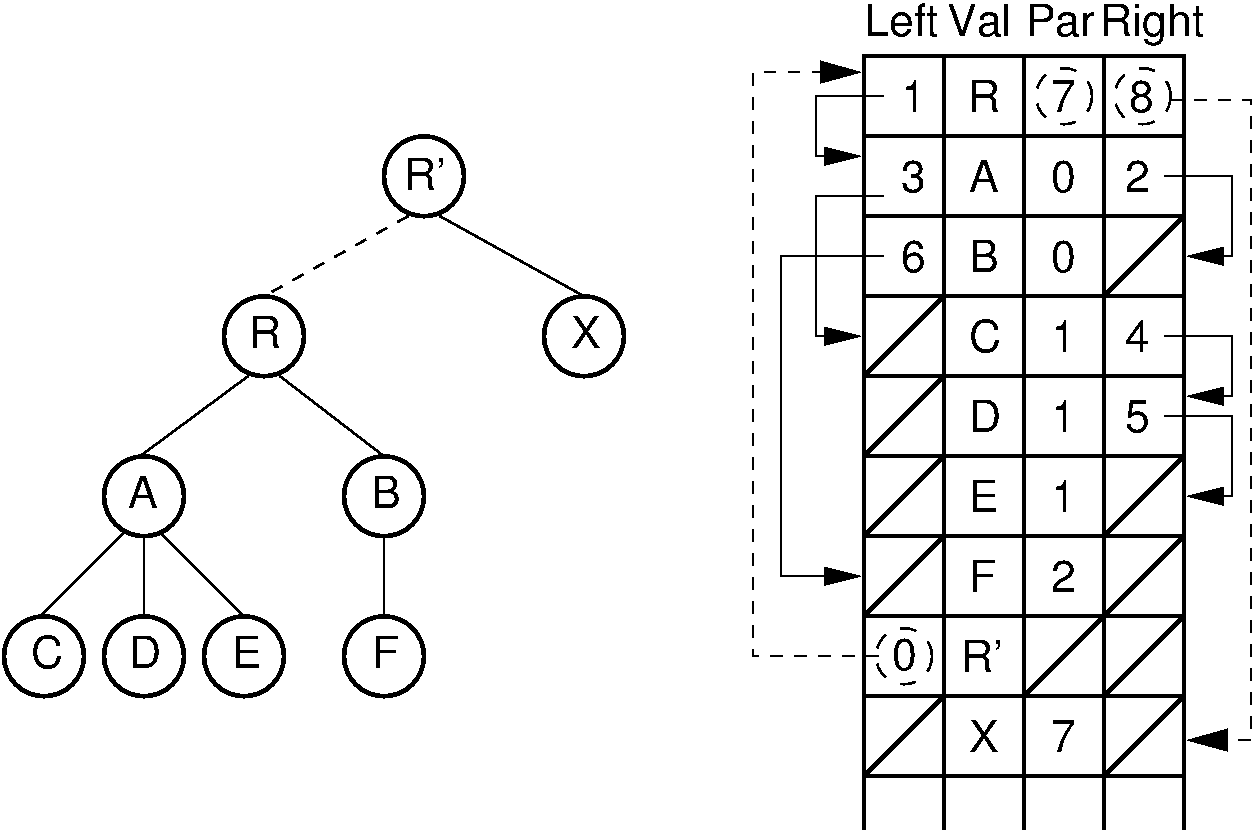 Left Val Par Right
1 R 7 8
R'
3 A 0 2
6 B 0
R X
C 1 4
D 1 5
A B
E 1
F 2
C D E F
0 R'
X 7